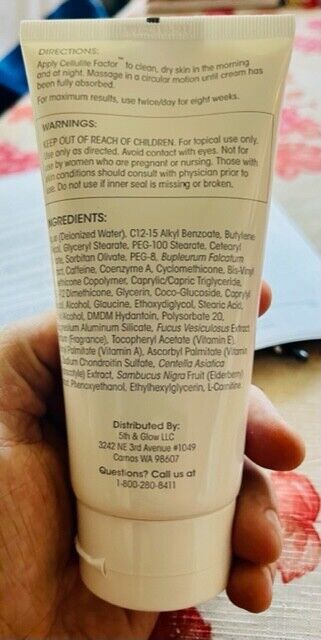 DIRECTIONS:
Apply Cellulite Factor™ to clean, dry skin in the morning
and at night. Massage in a circular motion until cream has
been fully absorbed.
For maximum results, use twice/day for eight weeks.
WARNINGS:
KEEP OUT OF REACH OF CHILDREN. For topical use only.
Use only as directed. Avoid contact with eyes. Not for
use by women who are pregnant or nursing. Those with
skin conditions should consult with physician prior to
use. Do not use if inner seal is missing or broken.
INGREDIENTS:
(Deionized Water), C12-15 Alkyl Benzoate, Butylene
Glyceryl Stearate, PEG-100 Stearate, Cetearyl
Sorbitan Olivate, PEG-8, Bupleurum Falcatum
Caffeine, Coenzyme A, Cyclomethicone, Bis-Vinyl
Copolymer, Caprylic/Capric Triglyceride,
Dimethicone, Glycerin, Coco-Glucoside, Caprylyl
Alcohol, Glaucine, Ethoxydiglycol, Stearic Acid,
Alcohol, DMDM Hydantoin, Polysorbate 20,
Aluminum Silicate, Fucus Vesiculosus Extract
(Fragrance), Tocopheryl Acetate (Vitamin E),
Palmitate (Vitamin A), Ascorbyl Palmitate (Vitamin
Chondroitin Sulfate, Centella Asiatica
Extract, Sambucus Nigra Fruit (Elderberry)
Phenoxyethanol, Ethylhexylglycerin, L-Carnitine.
Distributed By:
5th & Glow LLC
3242 NE 3rd Avenue #1049
Camas WA 98607
Questions? Call us at
1-800-280-8411